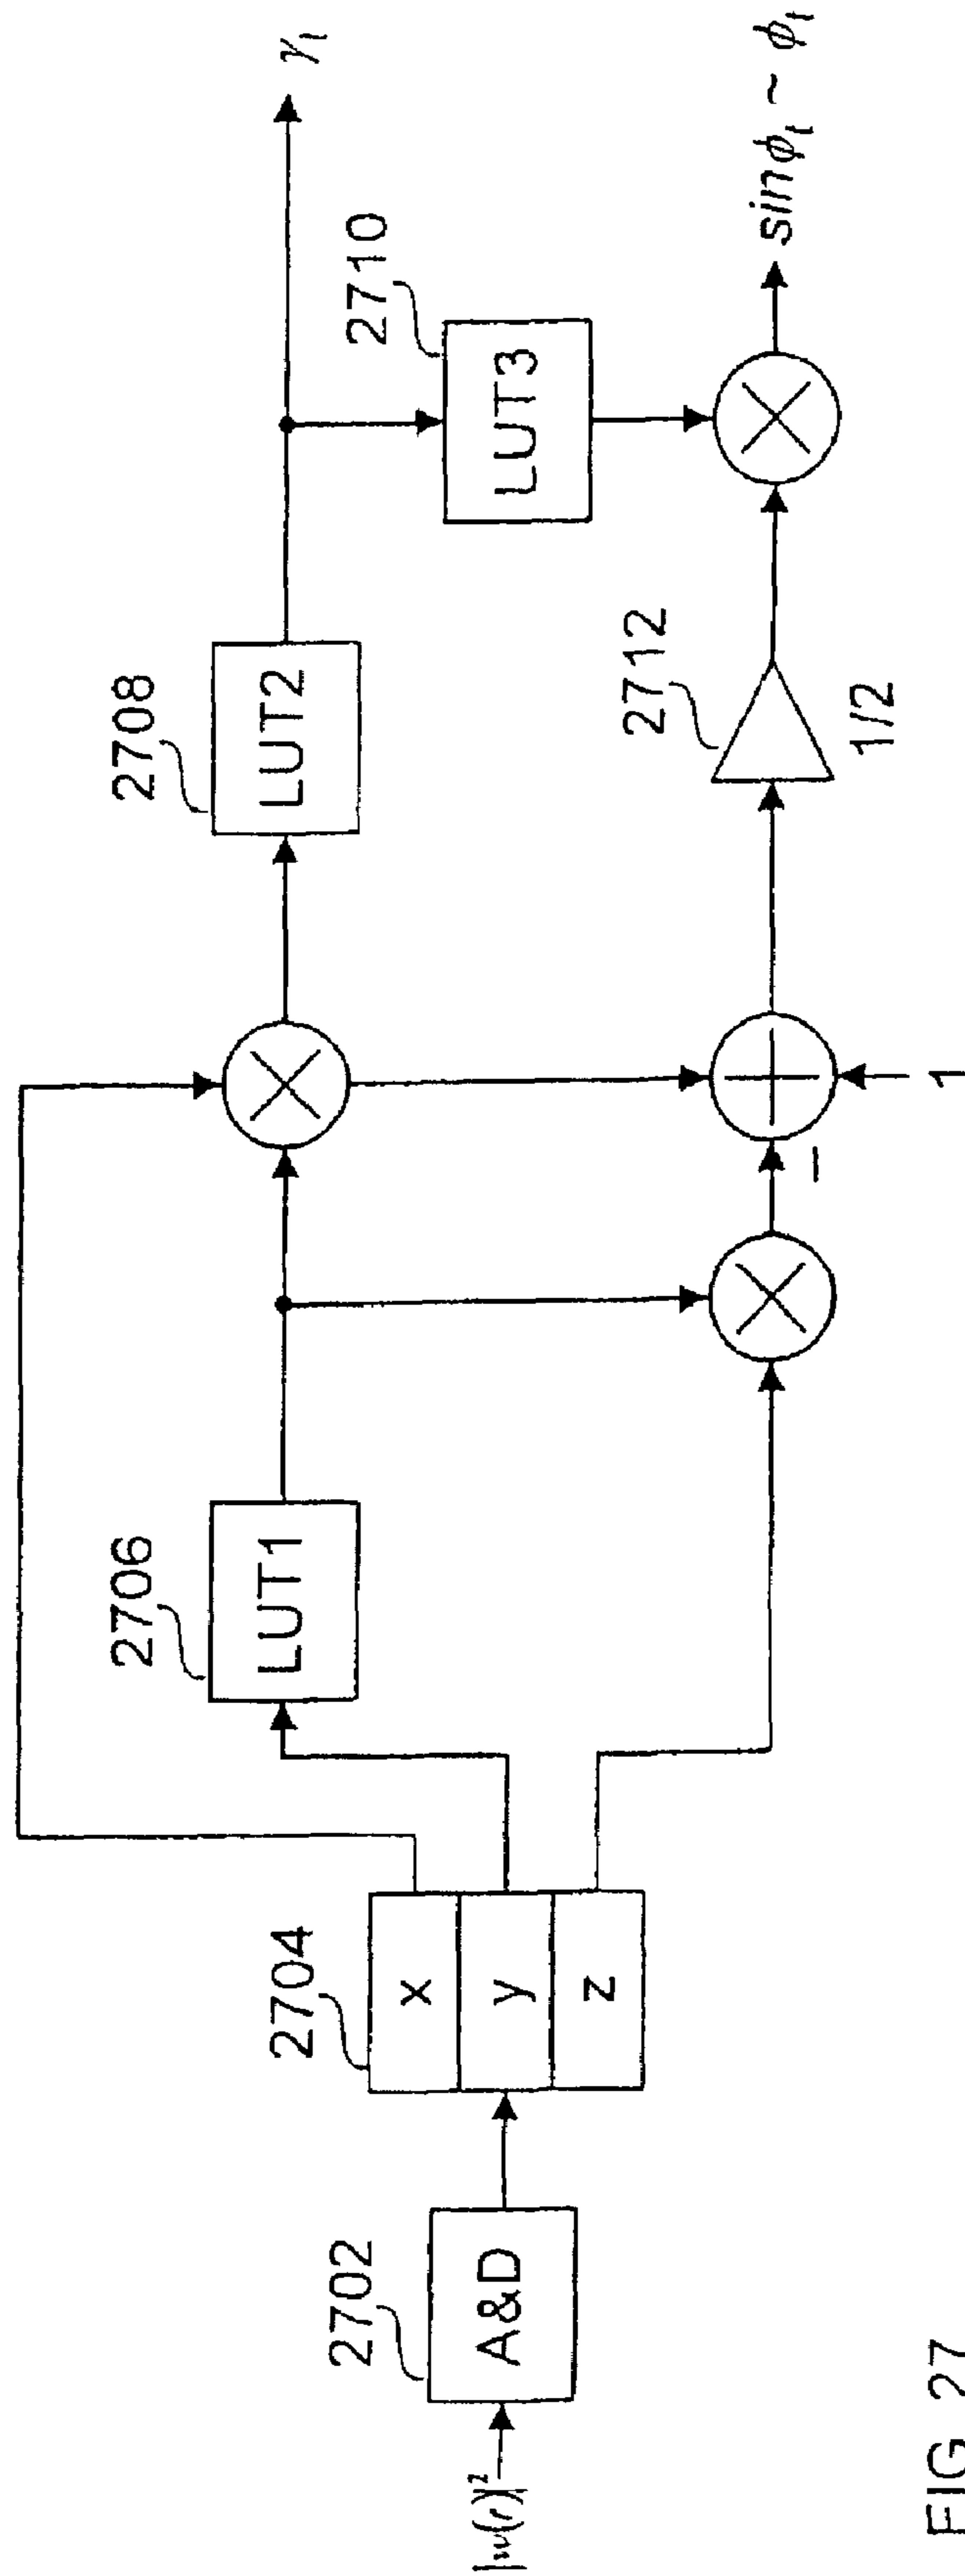 |w(t)|²
2702
A&D
2704
x
y
z
2706
LUT1
2708
LUT2
2710
LUT3
2712
1/2
−
1
γt
sinϕt ~ ϕt
FIG. 27